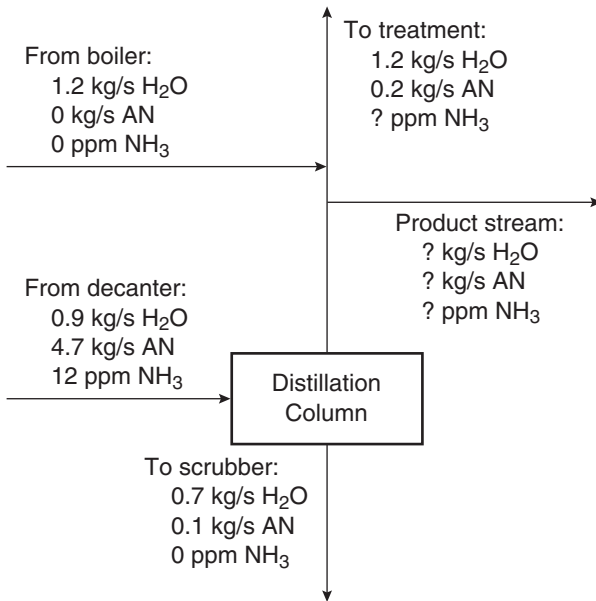 From boiler:
1.2 kg/s H₂O
0 kg/s AN
0 ppm NH₃
To treatment:
1.2 kg/s H₂O
0.2 kg/s AN
? ppm NH₃
Product stream:
? kg/s H₂O
? kg/s AN
? ppm NH₃
From decanter:
0.9 kg/s H₂O
4.7 kg/s AN
12 ppm NH₃
Distillation
Column
To scrubber:
0.7 kg/s H₂O
0.1 kg/s AN
0 ppm NH₃